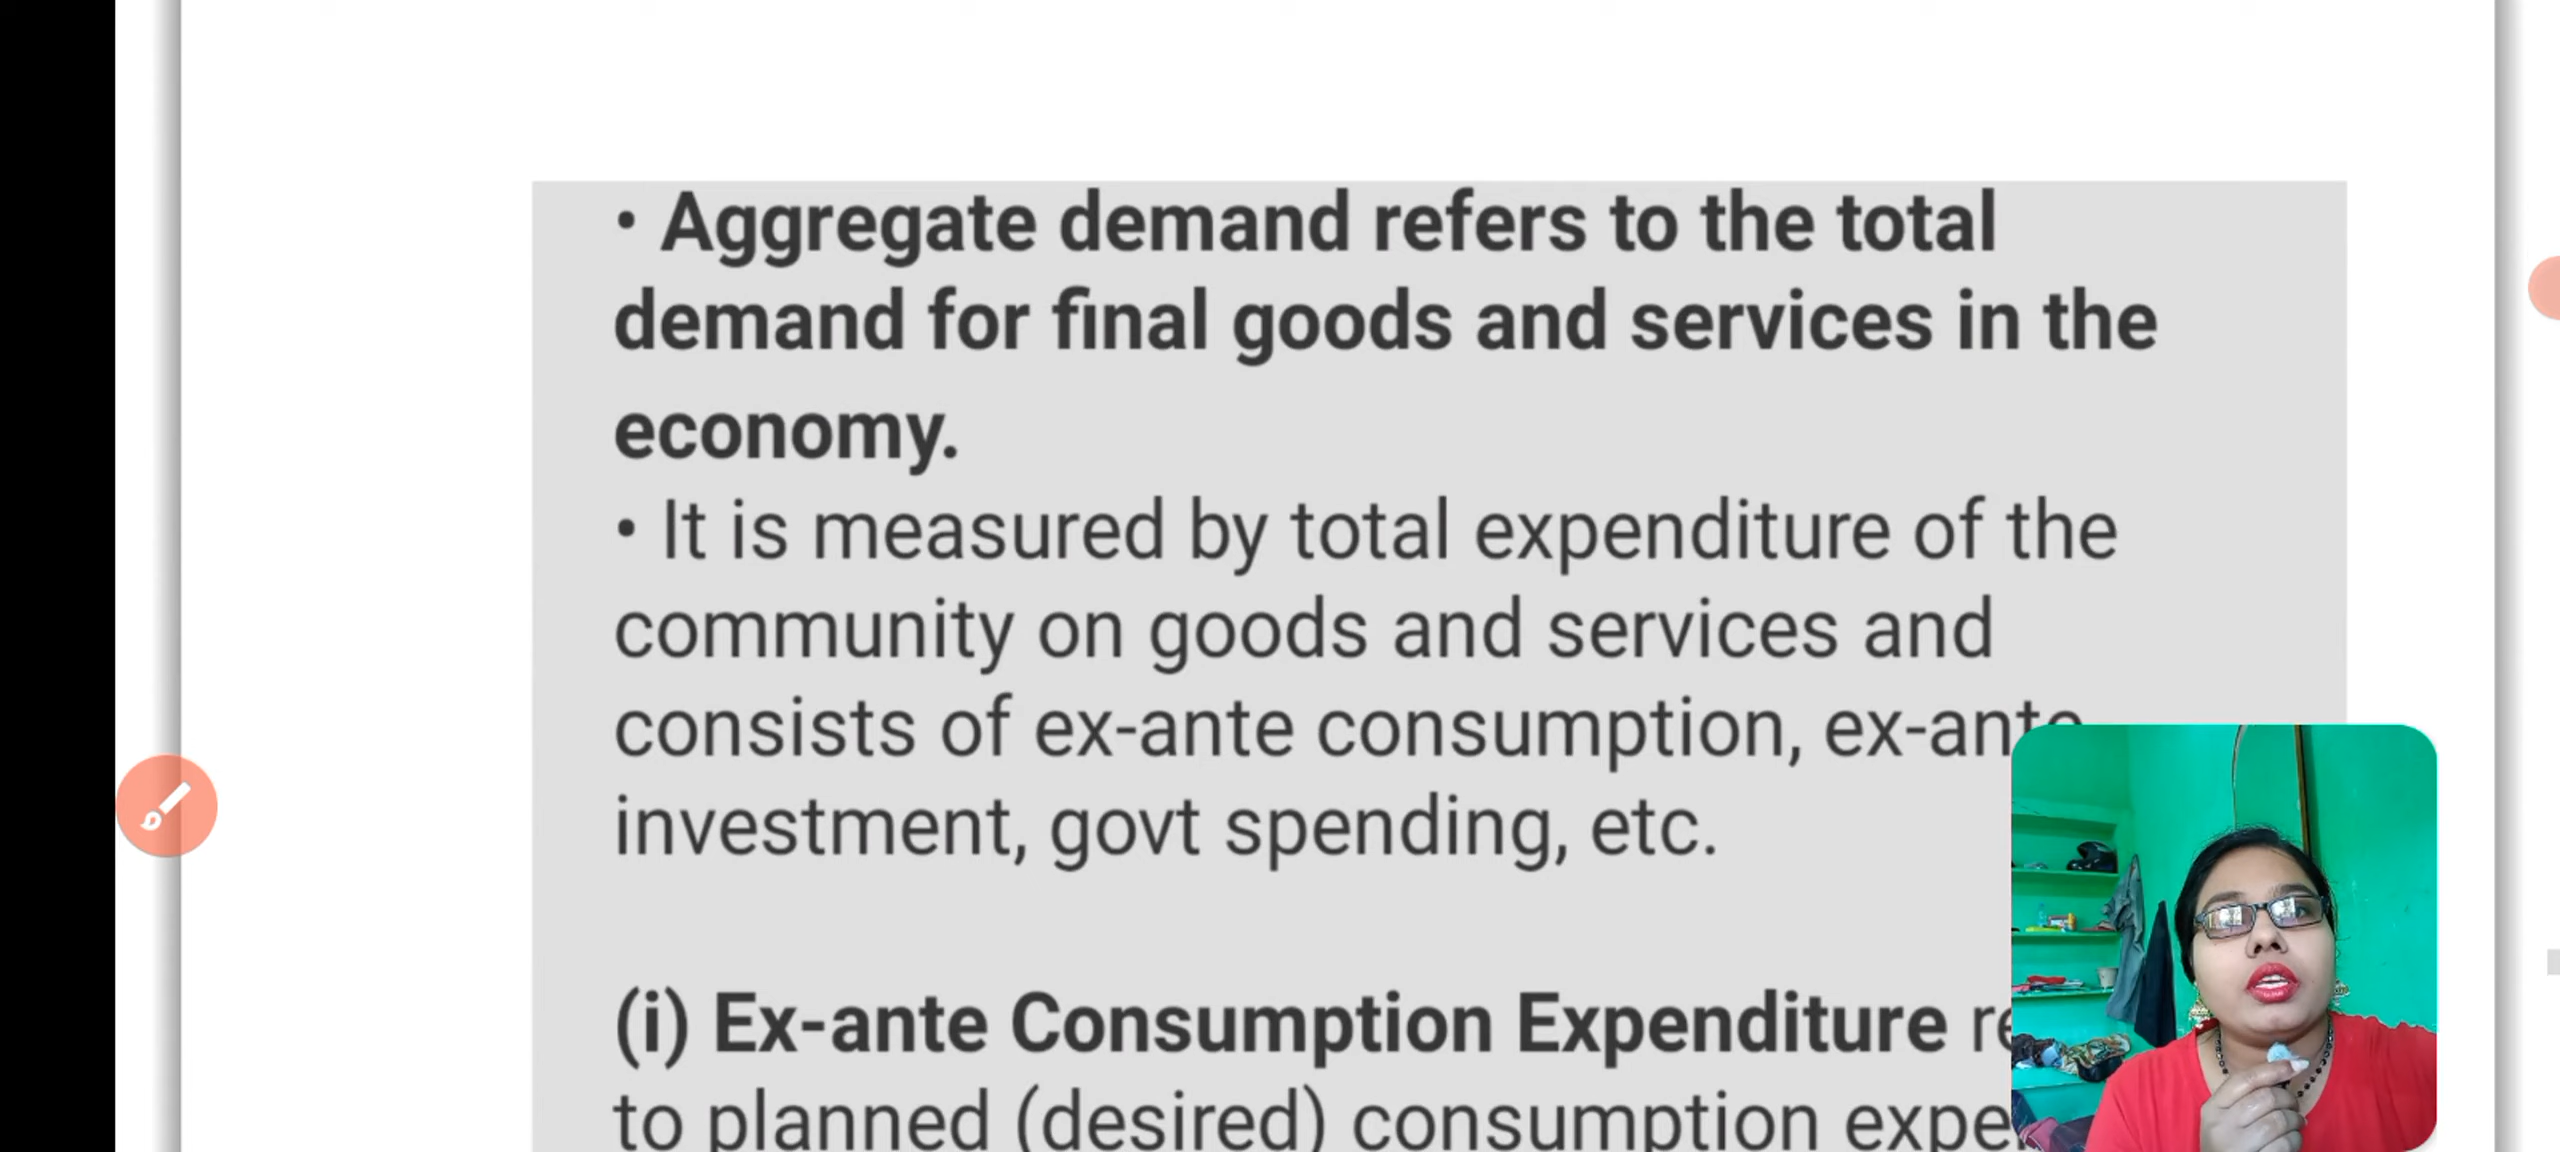 • Aggregate demand refers to the total
demand for final goods and services in the
economy.
• It is measured by total expenditure of the
community on goods and services and
consists of ex-ante consumption, ex-ante
investment, govt spending, etc.
(i) Ex-ante Consumption Expenditure
to planned (desired) consumption